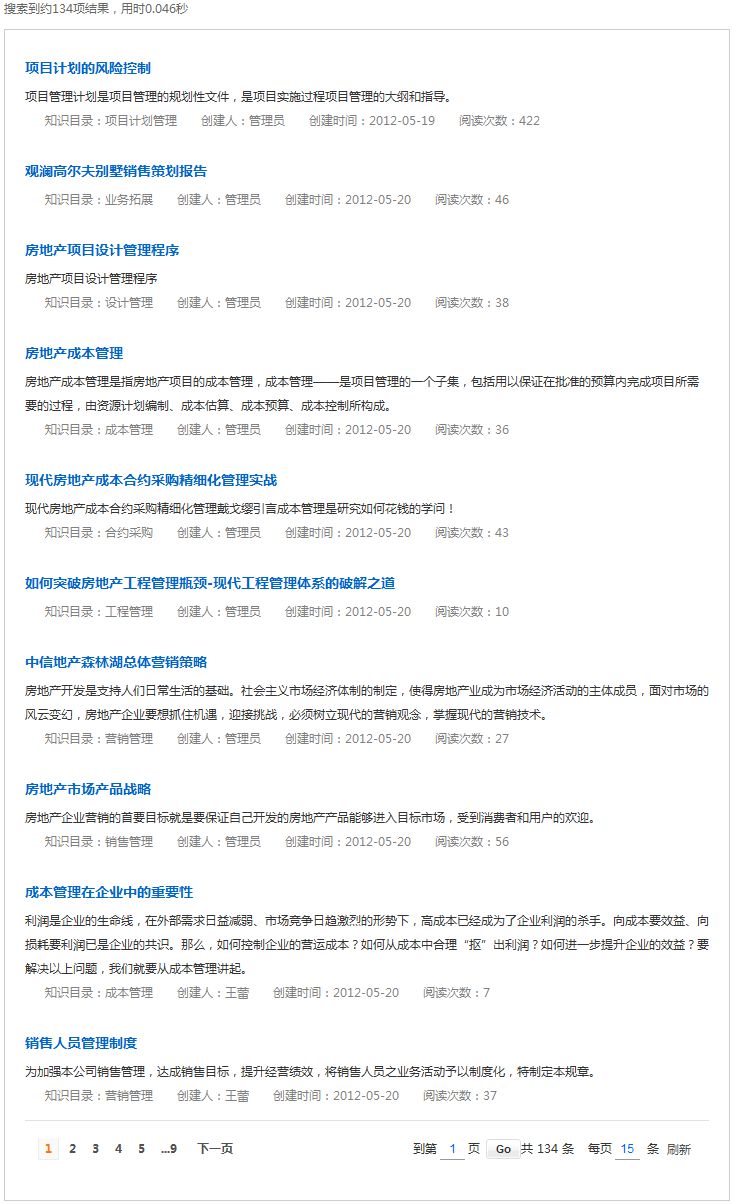 搜索到约134项结果，用时0.046秒
项目计划的风险控制
项目管理计划是项目管理的规划性文件，是项目实施过程项目管理的大纲和指导。
知识目录：项目计划管理 创建人：管理员 创建时间：2012-05-19 阅读次数：422
观澜高尔夫别墅销售策划报告
知识目录：业务拓展 创建人：管理员 创建时间：2012-05-20 阅读次数：46
房地产项目设计管理程序
房地产项目设计管理程序
知识目录：设计管理 创建人：管理员 创建时间：2012-05-20 阅读次数：38
房地产成本管理
房地产成本管理是指房地产项目的成本管理，成本管理——是项目管理的一个子集，包括用以保证在批准的预算内完成项目所需
要的过程，由资源计划编制、成本估算、成本预算、成本控制所构成。
知识目录：成本管理 创建人：管理员 创建时间：2012-05-20 阅读次数：36
现代房地产成本合约采购精细化管理实战
现代房地产成本合约采购精细化管理戴戈缨引言成本管理是研究如何花钱的学问！
知识目录：合约采购 创建人：管理员 创建时间：2012-05-20 阅读次数：43
如何突破房地产工程管理瓶颈-现代工程管理体系的破解之道
知识目录：工程管理 创建人：管理员 创建时间：2012-05-20 阅读次数：10
中信地产森林湖总体营销策略
房地产开发是支持人们日常生活的基础。社会主义市场经济体制的制定，使得房地产业成为市场经济活动的主体成员，面对市场的
风云变幻，房地产企业要想抓住机遇，迎接挑战，必须树立现代的营销观念，掌握现代的营销技术。
知识目录：营销管理 创建人：管理员 创建时间：2012-05-20 阅读次数：27
房地产市场产品战略
房地产企业营销的首要目标就是要保证自己开发的房地产产品能够进入目标市场，受到消费者和用户的欢迎。
知识目录：销售管理 创建人：管理员 创建时间：2012-05-20 阅读次数：56
成本管理在企业中的重要性
利润是企业的生命线，在外部需求日益减弱、市场竞争日趋激烈的形势下，高成本已经成为了企业利润的杀手。向成本要效益、向
损耗要利润已是企业的共识。那么，如何控制企业的营运成本？如何从成本中合理“抠”出利润？如何进一步提升企业的效益？要
解决以上问题，我们就要从成本管理讲起。
知识目录：成本管理 创建人：王蕾 创建时间：2012-05-20 阅读次数：7
销售人员管理制度
为加强本公司销售管理，达成销售目标，提升经营绩效，将销售人员之业务活动予以制度化，特制定本规章。
知识目录：营销管理 创建人：王蕾 创建时间：2012-05-20 阅读次数：37
1 2 3 4 5 ...9 下一页 到第 1 页 Go 共 134 条 每页 15 条 刷新